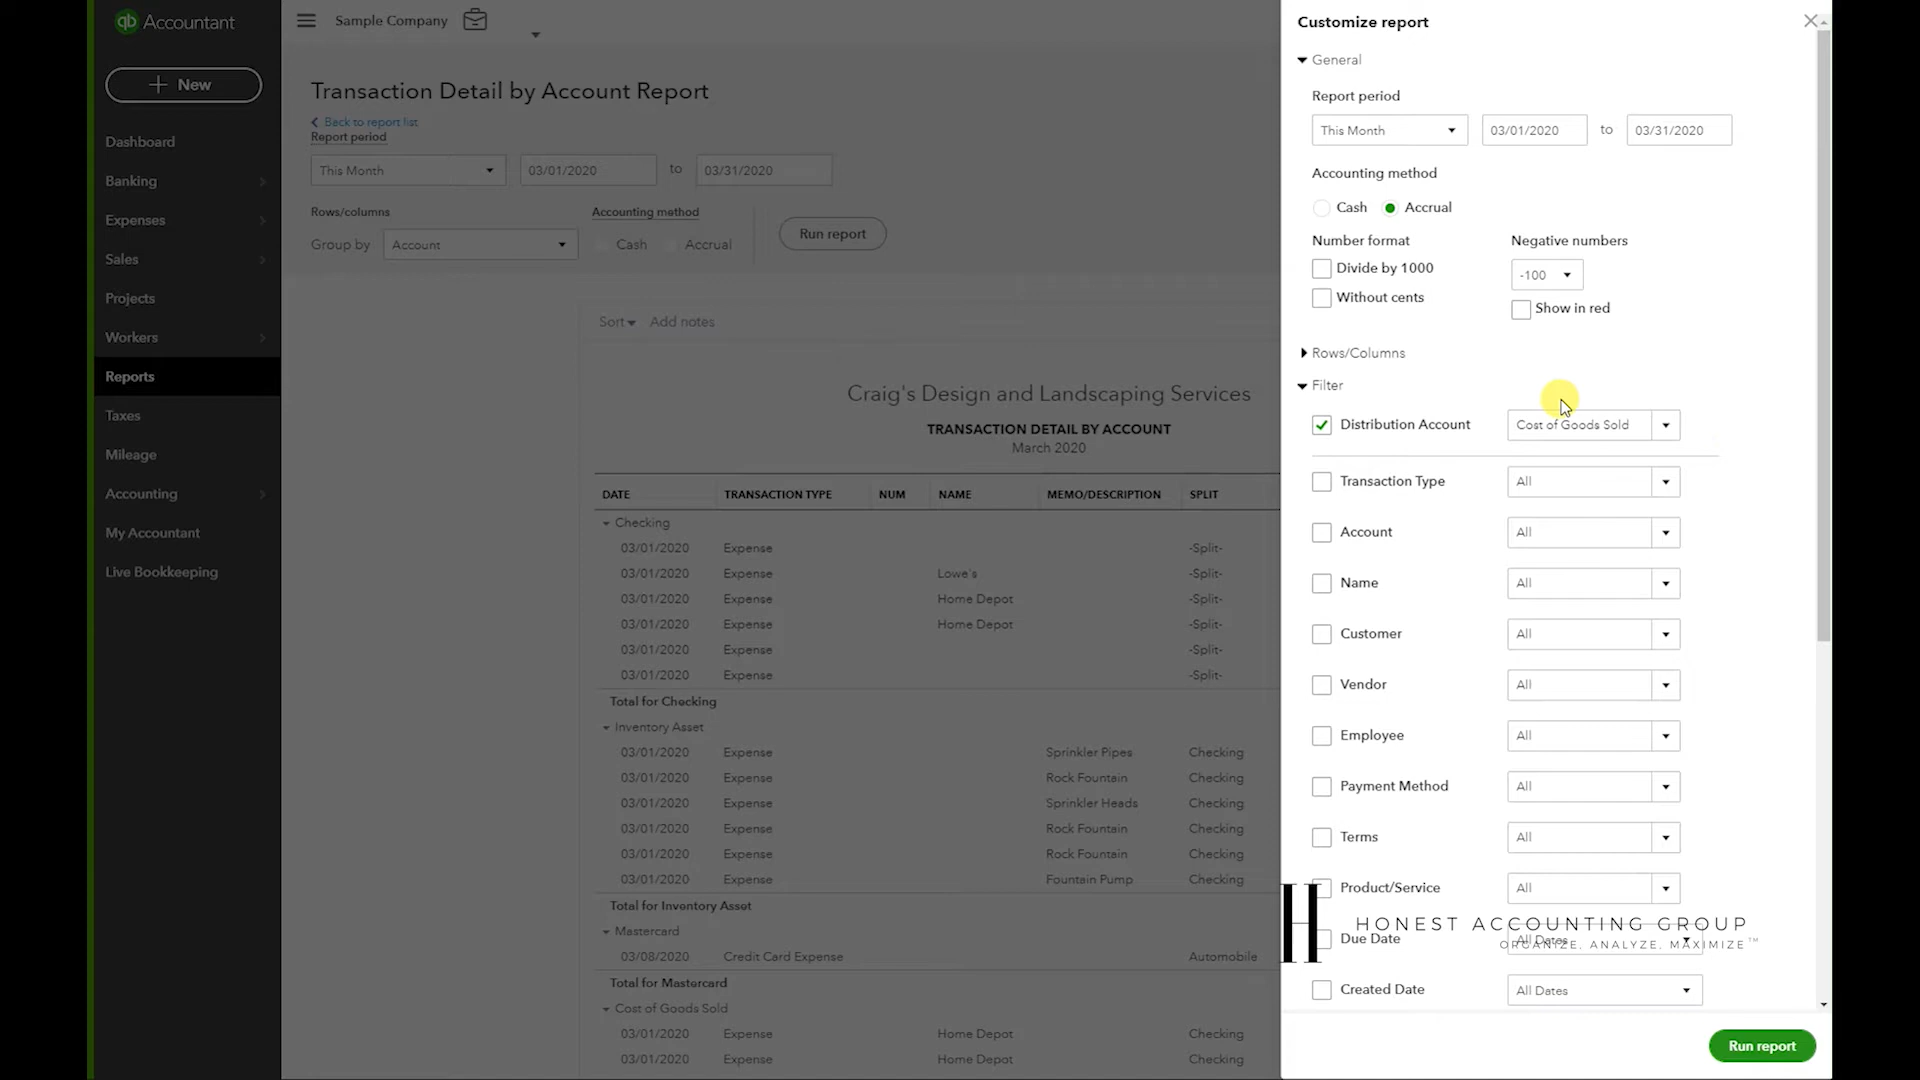 qb Accountant
Sample Company
New
Dashboard
Banking
Expenses
Sales
Projects
Workers
Reports
Taxes
Mileage
Accounting
My Accountant
Live Bookkeeping
Transaction Detail by Account Report
Back to report list
Report period
This Month 03/01/2020 to 03/31/2020
Rows/columns Accounting method
Group by Account Cash Accrual Run report
Sort Add notes
Craig's Design and Landscaping Services
TRANSACTION DETAIL BY ACCOUNT
March 2020
DATE TRANSACTION TYPE NUM NAME MEMO/DESCRIPTION SPLIT
Checking
03/01/2020 Expense -Split-
03/01/2020 Expense Lowe's -Split-
03/01/2020 Expense Home Depot -Split-
03/01/2020 Expense Home Depot -Split-
03/01/2020 Expense -Split-
03/01/2020 Expense -Split-
Total for Checking
Inventory Asset
03/01/2020 Expense Sprinkler Pipes Checking
03/01/2020 Expense Rock Fountain Checking
03/01/2020 Expense Sprinkler Heads Checking
03/01/2020 Expense Rock Fountain Checking
03/01/2020 Expense Rock Fountain Checking
03/01/2020 Expense Fountain Pump Checking
Total for Inventory Asset
Mastercard
03/08/2020 Credit Card Expense Automobile
Total for Mastercard
Cost of Goods Sold
03/01/2020 Expense Home Depot Checking
03/01/2020 Expense Home Depot Checking
Customize report
General
Report period
This Month 03/01/2020 to 03/31/2020
Accounting method
Cash Accrual
Number format Negative numbers
Divide by 1000 -100
Without cents Show in red
Rows/Columns
Filter
Distribution Account Cost of Goods Sold
Transaction Type All
Account All
Name All
Customer All
Vendor All
Employee All
Payment Method All
Terms All
Product/Service All
H HONEST ACCOUNTING GROUP
ORGANIZE. ANALYZE. MAXIMIZE™
Due Date All Dates
Created Date All Dates
Run report